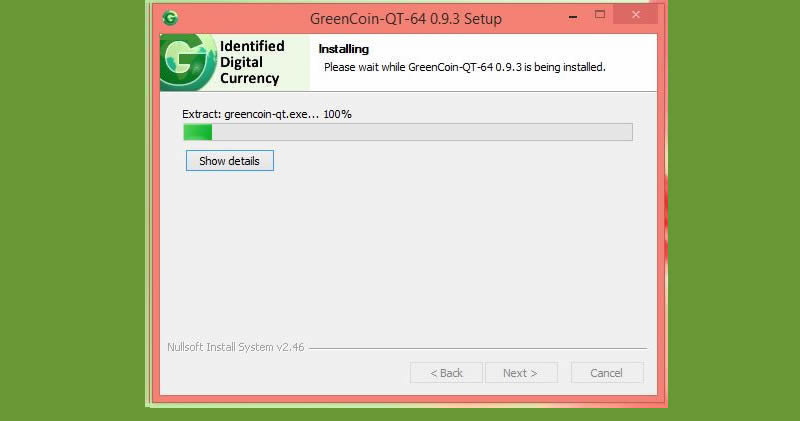 GreenCoin-QT-64 0.9.3 Setup
Identified
Digital
Currency
Installing
Please wait while GreenCoin-QT-64 0.9.3 is being installed.
Extract: greencoin-qt.exe... 100%
Show details
Nullsoft Install System v2.46
< Back
Next >
Cancel